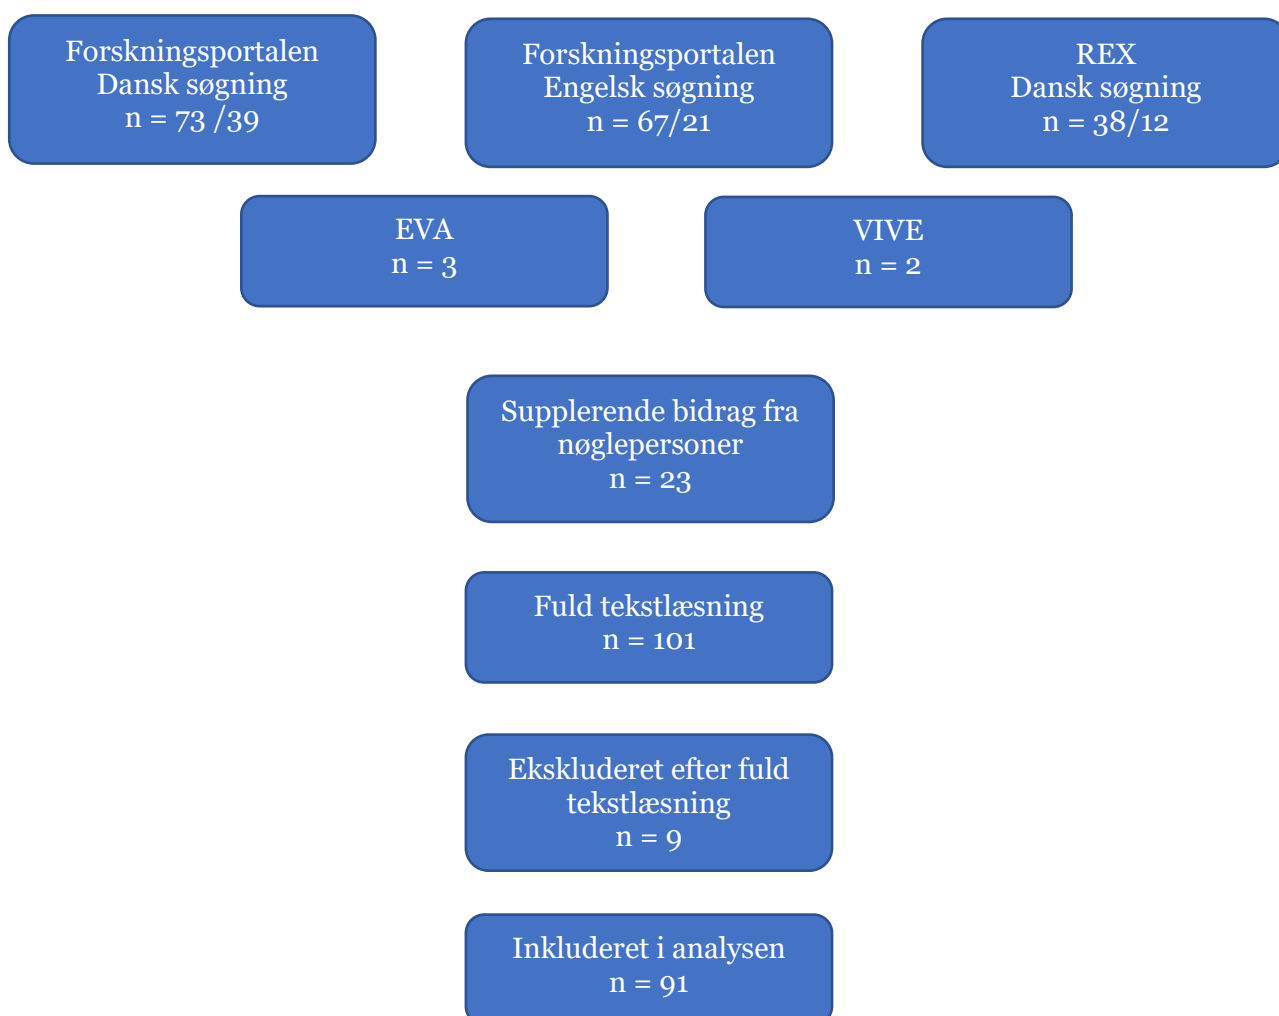 Forskningsportalen
Dansk søgning
n = 73 /39
Forskningsportalen
Engelsk søgning
n = 67/21
REX
Dansk søgning
n = 38/12
EVA
n = 3
VIVE
n = 2
Supplerende bidrag fra
nøglepersoner
n = 23
Fuld tekstlæsning
n = 101
Ekskluderet efter fuld
tekstlæsning
n = 9
Inkluderet i analysen
n = 91